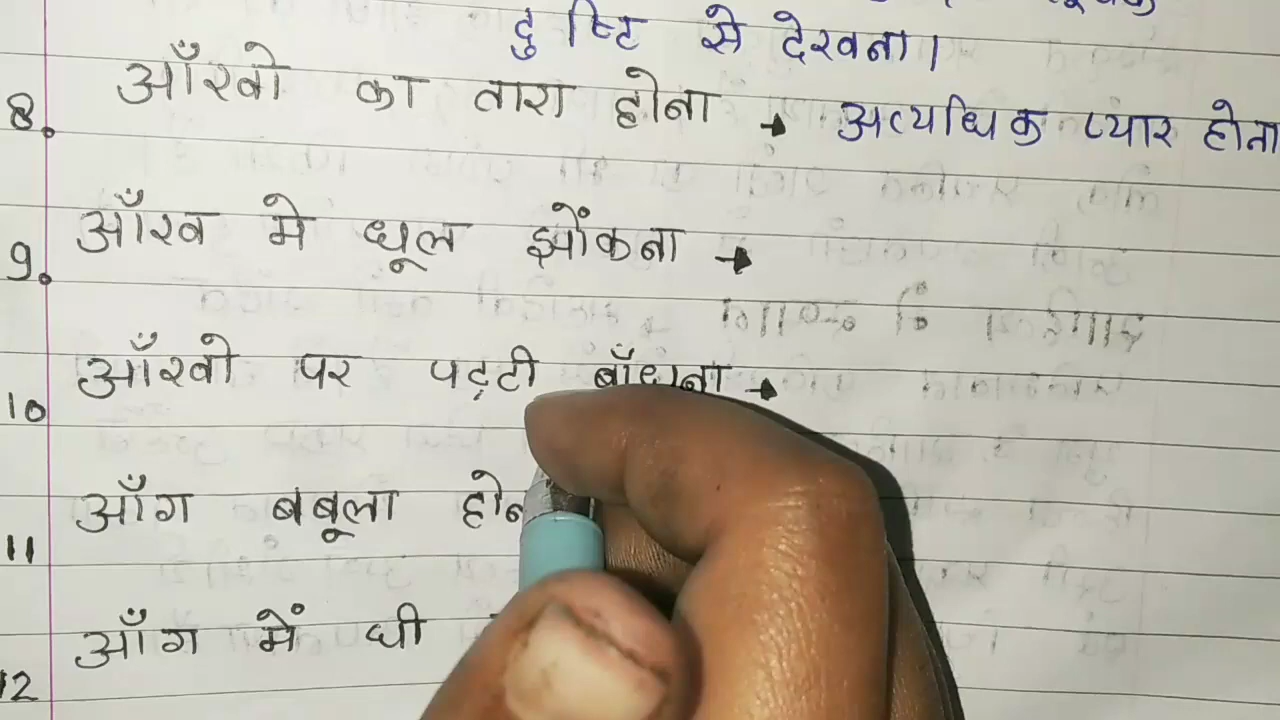 दुष्टि से देखना।
8. आँखो का तारा होना → अत्यधिक प्यार होना
9. आँख मे धूल झोंकना →
10 आँखो पर पट्टी बाँधना →
11 आँग बबूला
12 आँग में घी